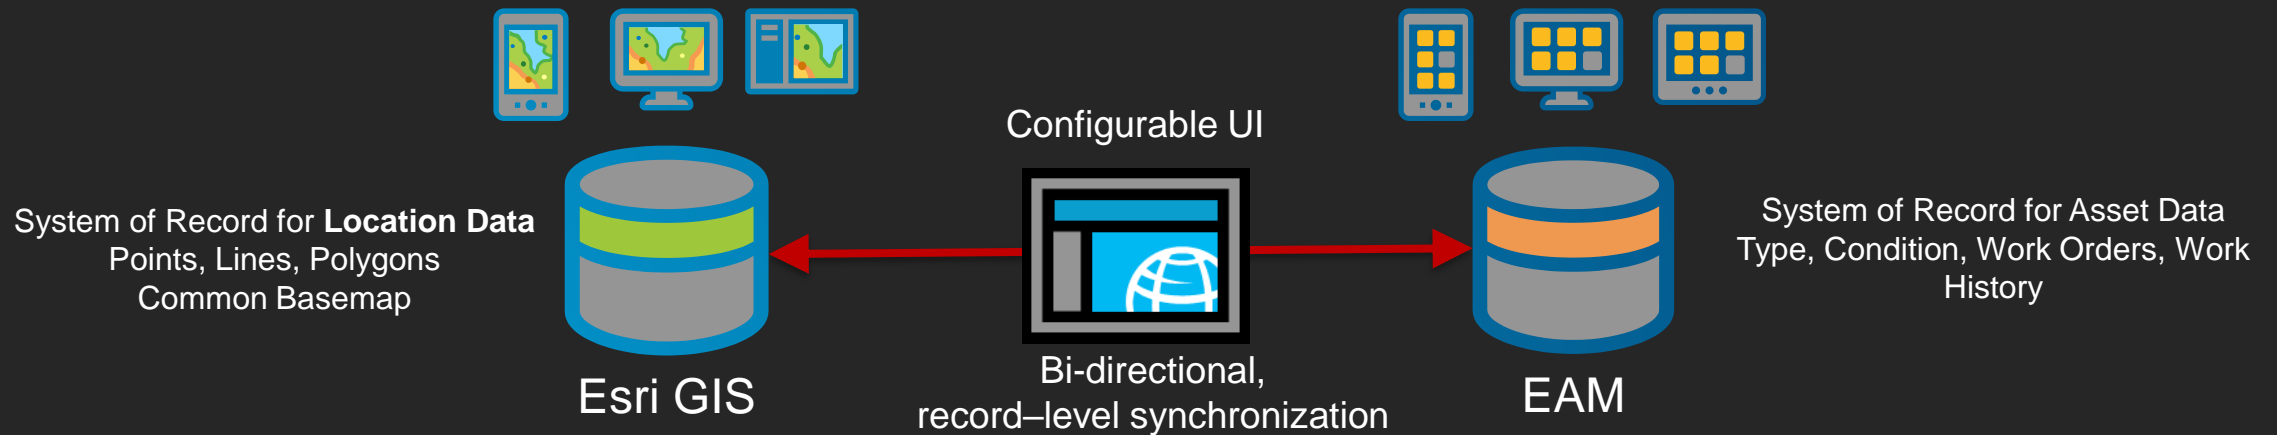 System of Record for Location Data
Points, Lines, Polygons
Common Basemap
Esri GIS
Configurable UI
Bi-directional,
record–level synchronization
EAM
System of Record for Asset Data
Type, Condition, Work Orders, Work
History